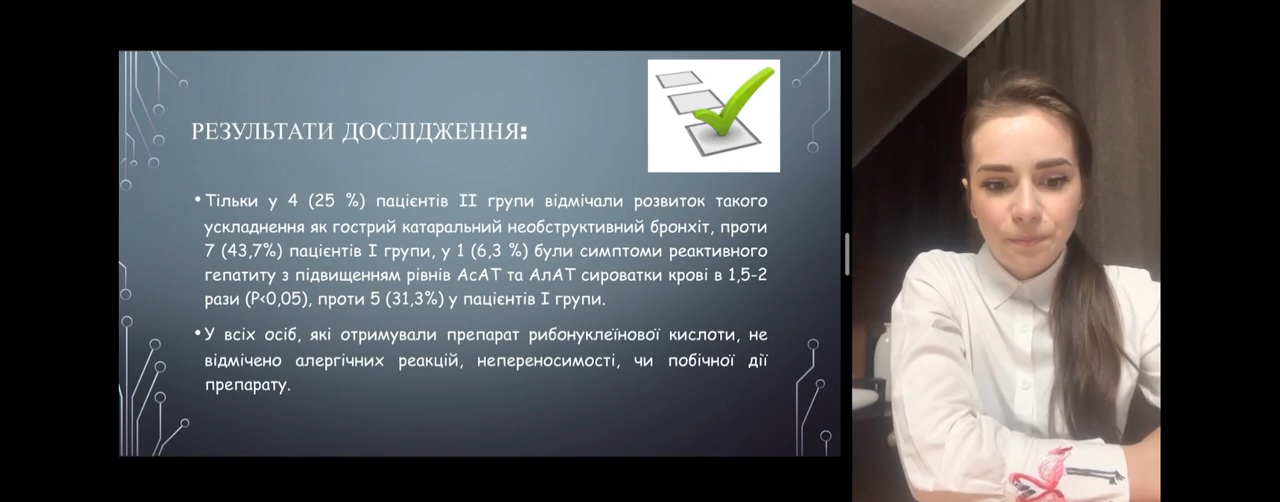 РЕЗУЛЬТАТИ ДОСЛІДЖЕННЯ:
• Тільки у 4 (25 %) пацієнтів II групи відмічали розвиток такого
ускладнення як гострий катаральний необструктивний бронхіт, проти
7 (43,7%) пацієнтів I групи, у 1 (6,3 %) були симптоми реактивного
гепатиту з підвищенням рівнів АсАТ та АлАТ сироватки крові в 1,5-2
рази (P<0,05), проти 5 (31,3%) у пацієнтів I групи.
• У всіх осіб, які отримували препарат рибонуклеїнової кислоти, не
відмічено алергічних реакцій, непереносимості, чи побічної дії
препарату.